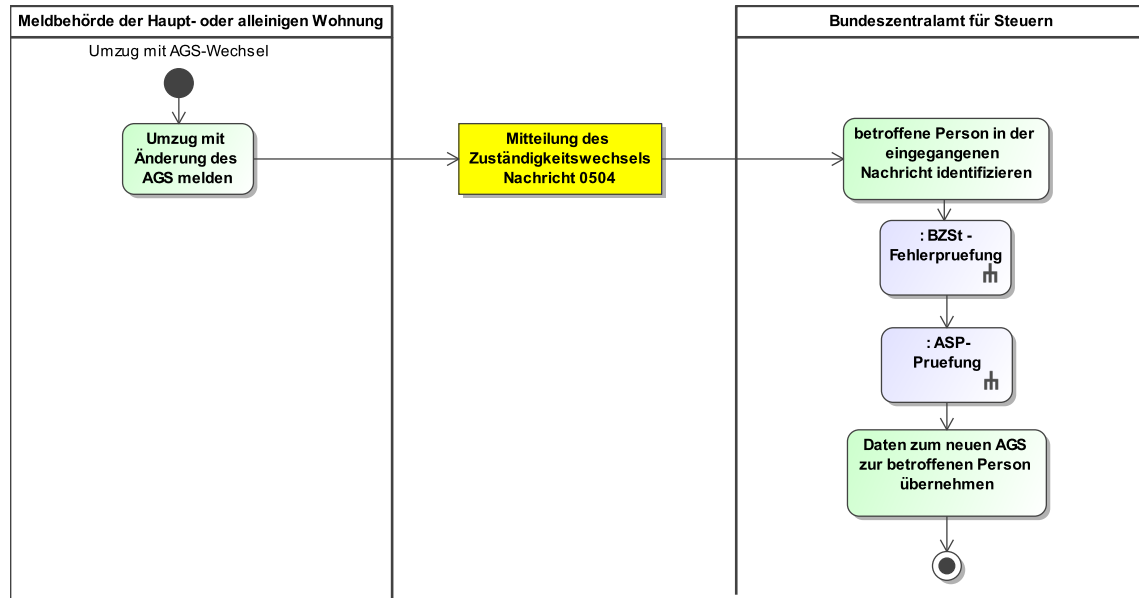 Meldbehörde der Haupt- oder alleinigen Wohnung
Umzug mit AGS-Wechsel
Umzug mit
Änderung des
AGS melden
Mitteilung des
Zuständigkeitswechsels
Nachricht 0504
Bundeszentralamt für Steuern
betroffene Person in der
eingegangenen
Nachricht identifizieren
: BZSt -
Fehlerpruefung
: ASP-
Pruefung
Daten zum neuen AGS
zur betroffenen Person
übernehmen